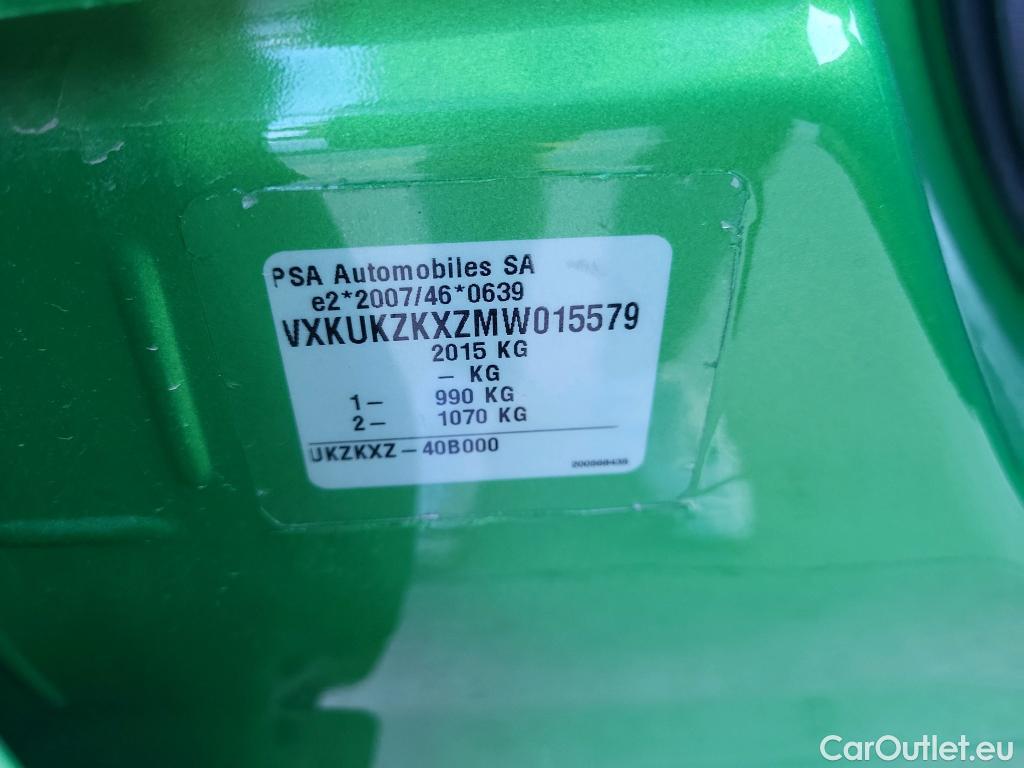 PSA Automobiles SA
e2*2007/46*0639
VXKUKZKXZMW015579
2015 KG
– KG
1– 990 KG
2– 1070 KG
UKZKXZ–40B000
CarOutlet.eu